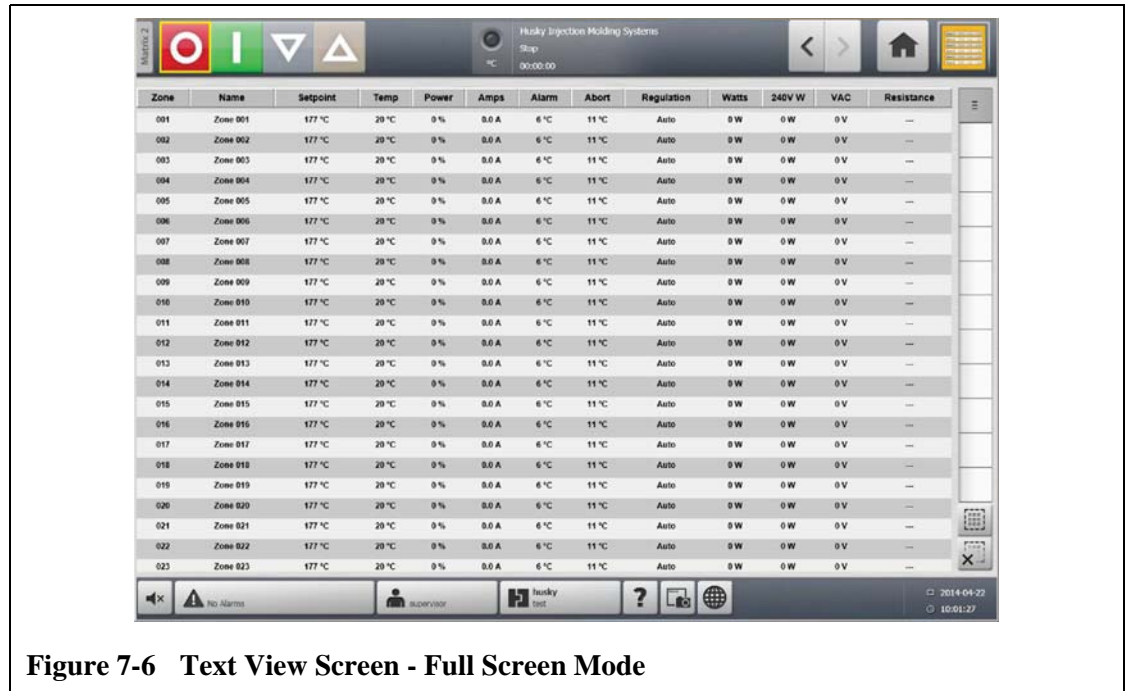 Matrix 2
Husky Injection Molding Systems
Stop
°C 00:00:00
Zone Name Setpoint Temp Power Amps Alarm Abort Regulation Watts 240V W VAC Resistance
001 Zone 001 177 °C 20 °C 0 % 0.0 A 6 °C 11 °C Auto 0 W 0 W 0 V ---
002 Zone 002 177 °C 20 °C 0 % 0.0 A 6 °C 11 °C Auto 0 W 0 W 0 V ---
003 Zone 003 177 °C 20 °C 0 % 0.0 A 6 °C 11 °C Auto 0 W 0 W 0 V ---
004 Zone 004 177 °C 20 °C 0 % 0.0 A 6 °C 11 °C Auto 0 W 0 W 0 V ---
005 Zone 005 177 °C 20 °C 0 % 0.0 A 6 °C 11 °C Auto 0 W 0 W 0 V ---
006 Zone 006 177 °C 20 °C 0 % 0.0 A 6 °C 11 °C Auto 0 W 0 W 0 V ---
007 Zone 007 177 °C 20 °C 0 % 0.0 A 6 °C 11 °C Auto 0 W 0 W 0 V ---
008 Zone 008 177 °C 20 °C 0 % 0.0 A 6 °C 11 °C Auto 0 W 0 W 0 V ---
009 Zone 009 177 °C 20 °C 0 % 0.0 A 6 °C 11 °C Auto 0 W 0 W 0 V ---
010 Zone 010 177 °C 20 °C 0 % 0.0 A 6 °C 11 °C Auto 0 W 0 W 0 V ---
011 Zone 011 177 °C 20 °C 0 % 0.0 A 6 °C 11 °C Auto 0 W 0 W 0 V ---
012 Zone 012 177 °C 20 °C 0 % 0.0 A 6 °C 11 °C Auto 0 W 0 W 0 V ---
013 Zone 013 177 °C 20 °C 0 % 0.0 A 6 °C 11 °C Auto 0 W 0 W 0 V ---
014 Zone 014 177 °C 20 °C 0 % 0.0 A 6 °C 11 °C Auto 0 W 0 W 0 V ---
015 Zone 015 177 °C 20 °C 0 % 0.0 A 6 °C 11 °C Auto 0 W 0 W 0 V ---
016 Zone 016 177 °C 20 °C 0 % 0.0 A 6 °C 11 °C Auto 0 W 0 W 0 V ---
017 Zone 017 177 °C 20 °C 0 % 0.0 A 6 °C 11 °C Auto 0 W 0 W 0 V ---
018 Zone 018 177 °C 20 °C 0 % 0.0 A 6 °C 11 °C Auto 0 W 0 W 0 V ---
019 Zone 019 177 °C 20 °C 0 % 0.0 A 6 °C 11 °C Auto 0 W 0 W 0 V ---
020 Zone 020 177 °C 20 °C 0 % 0.0 A 6 °C 11 °C Auto 0 W 0 W 0 V ---
021 Zone 021 177 °C 20 °C 0 % 0.0 A 6 °C 11 °C Auto 0 W 0 W 0 V ---
022 Zone 022 177 °C 20 °C 0 % 0.0 A 6 °C 11 °C Auto 0 W 0 W 0 V ---
023 Zone 023 177 °C 20 °C 0 % 0.0 A 6 °C 11 °C Auto 0 W 0 W 0 V ---
No Alarms supervisor husky ? 2014-04-22
test 10:01:27
Figure 7-6 Text View Screen - Full Screen Mode